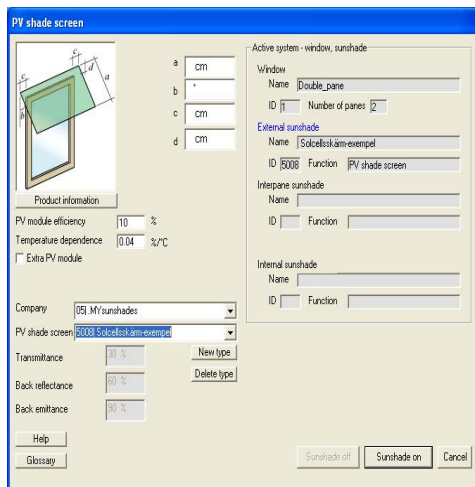 PV shade screen
c
d
c
a
b
a cm
b °
c cm
d cm
Product information
PV module efficiency 10 %
Temperature dependence 0.04 %/°C
Extra PV module
Company 05| .MYsunshades
PV shade screen 5008| Solcellsskärm-exempel
Transmittance 30 %
Back reflectance 60 %
Back emittance 90 %
New type
Delete type
Help
Glossary
Active system - window, sunshade
Window
Name Double_pane
ID 1 Number of panes 2
External sunshade
Name Solcellsskärm-exempel
ID 5008 Function PV shade screen
Interpane sunshade
Name
ID Function
Internal sunshade
Name
ID Function
Sunshade off Sunshade on Cancel